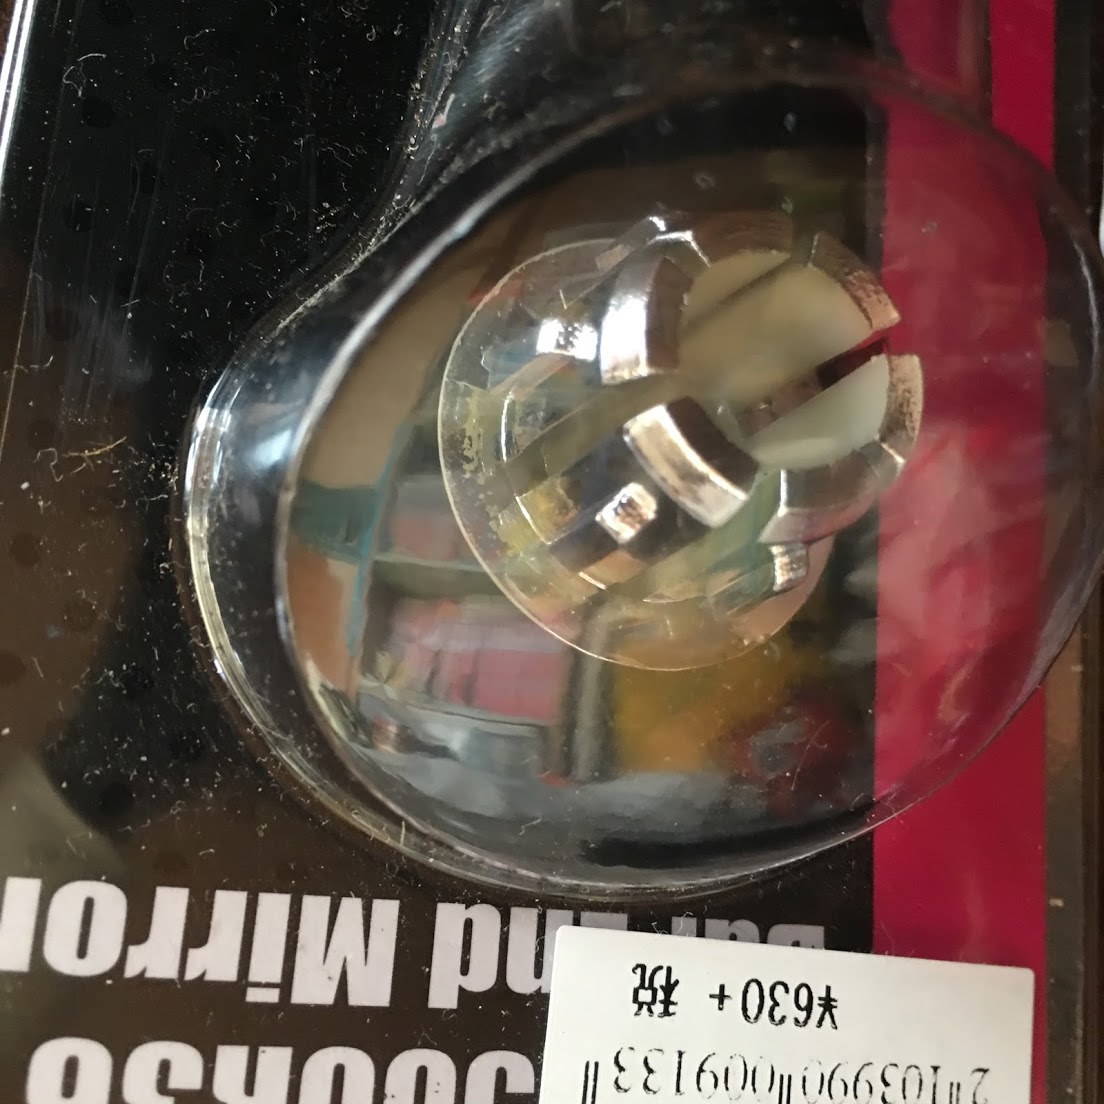 2103990009133
¥630+ 税
Bar End Mirror